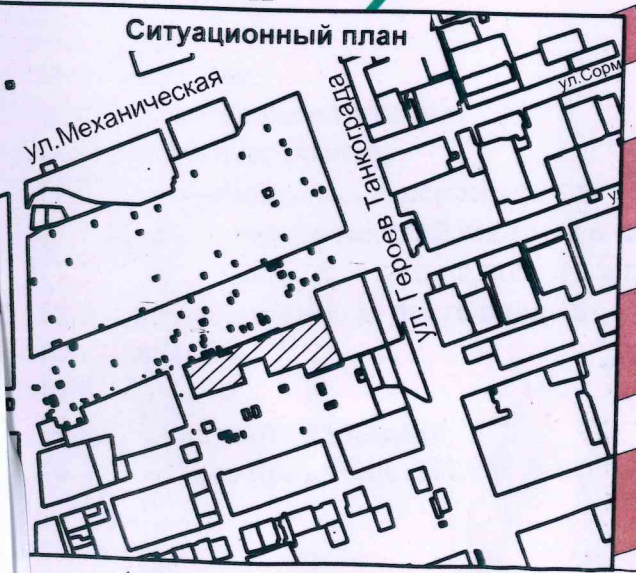 Ситуационный план
ул.Механическая
ул. Героев Танкограда
ул.Сорм